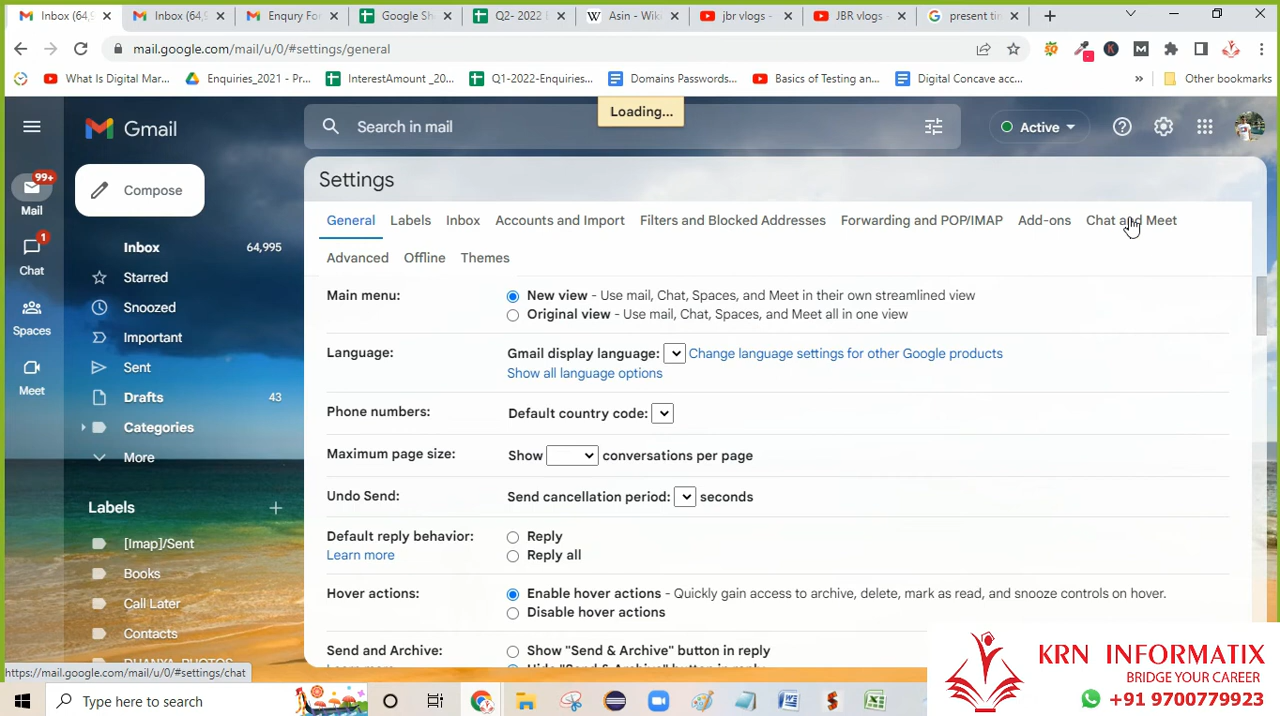 Inbox (64,9
Inbox (64,
Enqury For
Google She
Q2- 2022 E
Asin - Wiki
jbr vlogs -
JBR vlogs -
present tin
mail.google.com/mail/u/0/#settings/general
What Is Digital Mar...
Enquiries_2021 - Pr...
InterestAmount _20...
Q1-2022-Enquiries...
Domains Passwords...
Basics of Testing an...
Digital Concave acc...
»
Other bookmarks
Loading...
Gmail
Search in mail
Active
Compose
99+
Mail
1
Chat
Spaces
Meet
Inbox 64,995
Starred
Snoozed
Important
Sent
Drafts 43
Categories
More
Labels
[Imap]/Sent
Books
Call Later
Contacts
Settings
General Labels Inbox Accounts and Import Filters and Blocked Addresses Forwarding and POP/IMAP Add-ons Chat and Meet
Advanced Offline Themes
Main menu:
New view - Use mail, Chat, Spaces, and Meet in their own streamlined view
Original view - Use mail, Chat, Spaces, and Meet all in one view
Language:
Gmail display language: Change language settings for other Google products
Show all language options
Phone numbers:
Default country code:
Maximum page size:
Show conversations per page
Undo Send:
Send cancellation period: seconds
Default reply behavior:
Learn more
Reply
Reply all
Hover actions:
Enable hover actions - Quickly gain access to archive, delete, mark as read, and snooze controls on hover.
Disable hover actions
Send and Archive:
Show "Send & Archive" button in reply
https://mail.google.com/mail/u/0/#settings/chat
Type here to search
KRN INFORMATIX
BRIDGE YOUR CAREER
+91 9700779923